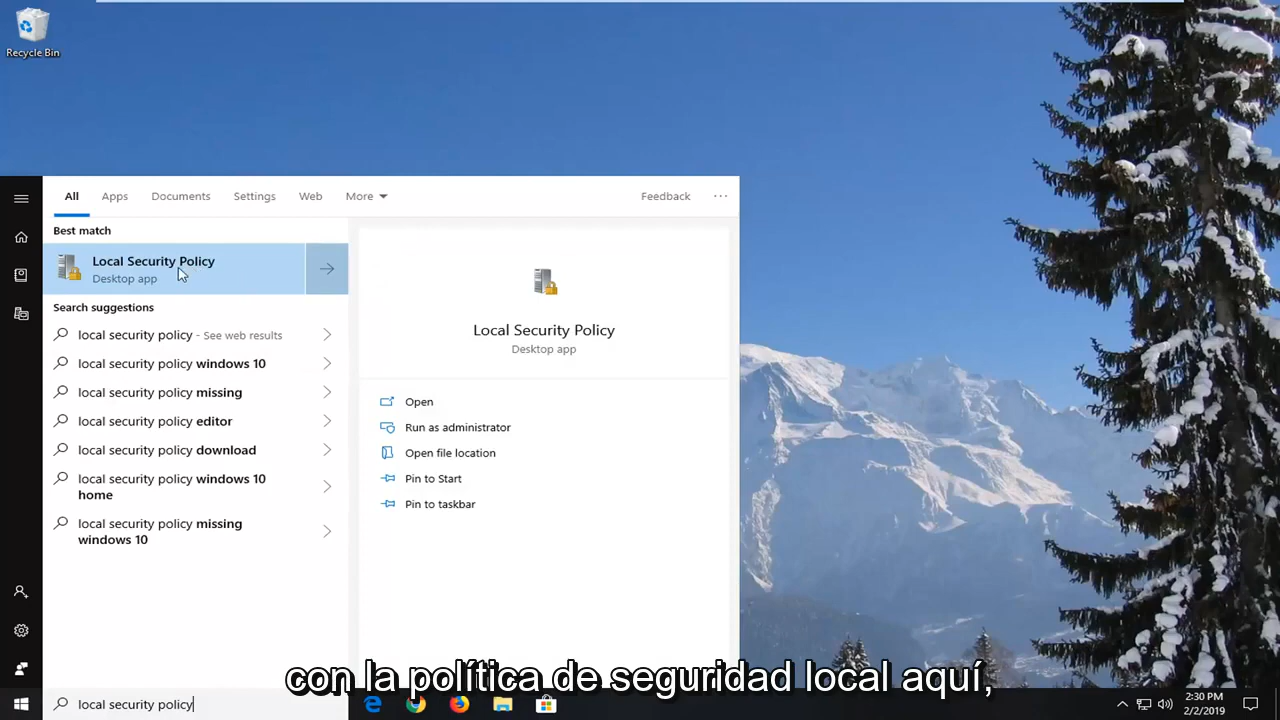 Recycle Bin
All Apps Documents Settings Web More Feedback ···
Best match
Local Security Policy
Desktop app
Search suggestions
local security policy - See web results
local security policy windows 10
local security policy missing
local security policy editor
local security policy download
local security policy windows 10
home
local security policy missing
windows 10
Local Security Policy
Desktop app
Open
Run as administrator
Open file location
Pin to Start
Pin to taskbar
con la política de seguridad local aquí,
local security policy
2:30 PM
2/2/2019